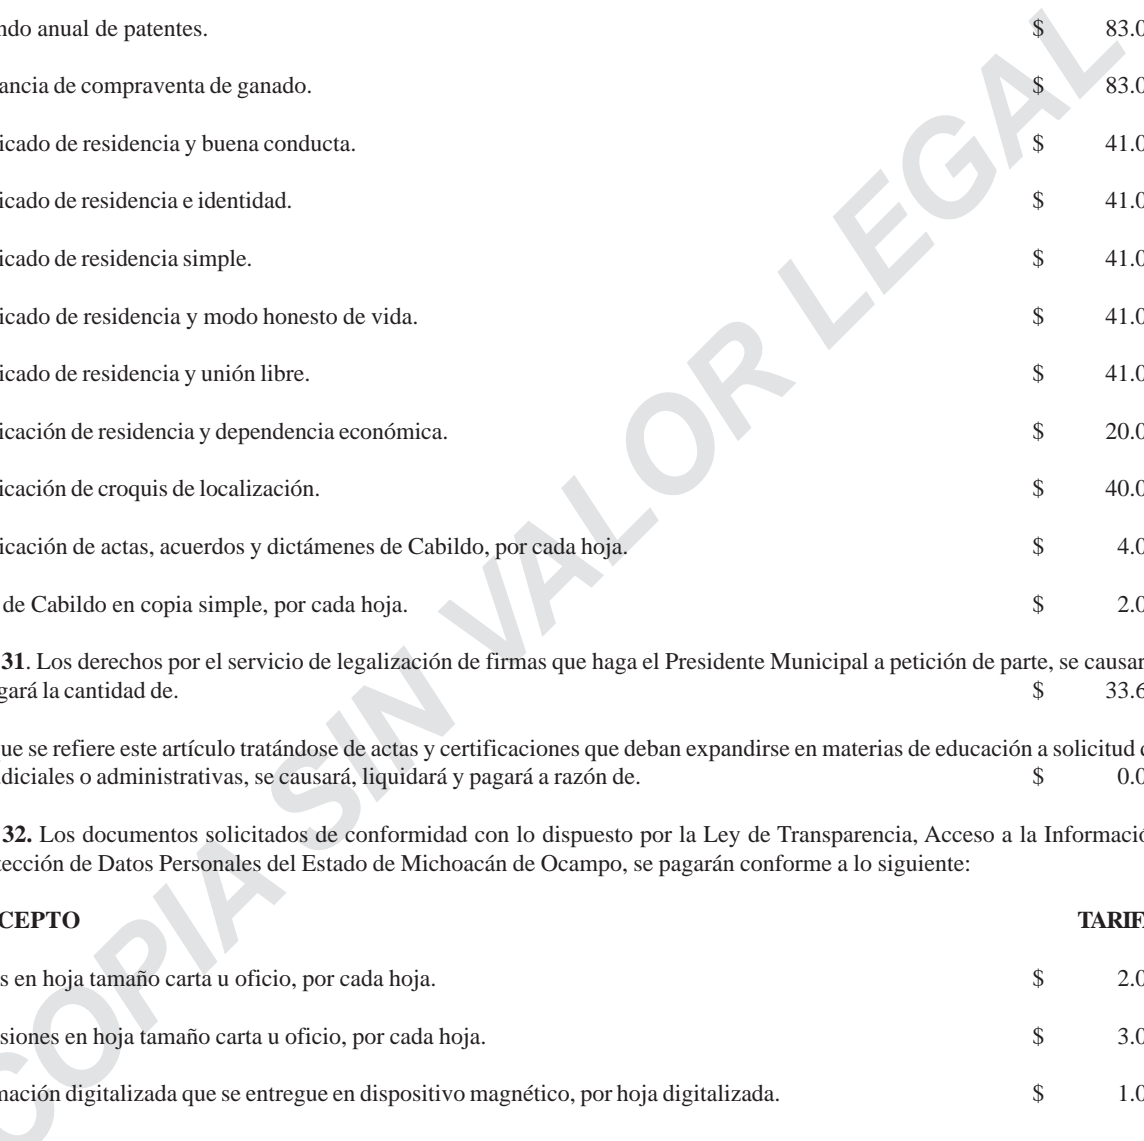 ndo anual de patentes. $ 83.0
ancia de compraventa de ganado. $ 83.0
icado de residencia y buena conducta. $ 41.0
icado de residencia e identidad. $ 41.0
icado de residencia simple. $ 41.0
icado de residencia y modo honesto de vida. $ 41.0
icado de residencia y unión libre. $ 41.0
icación de residencia y dependencia económica. $ 20.0
icación de croquis de localización. $ 40.0
icación de actas, acuerdos y dictámenes de Cabildo, por cada hoja. $ 4.0
de Cabildo en copia simple, por cada hoja. $ 2.0
31. Los derechos por el servicio de legalización de firmas que haga el Presidente Municipal a petición de parte, se causar
gará la cantidad de. $ 33.6
que se refiere este artículo tratándose de actas y certificaciones que deban expandirse en materias de educación a solicitud d
diciales o administrativas, se causará, liquidará y pagará a razón de. $ 0.0
32. Los documentos solicitados de conformidad con lo dispuesto por la Ley de Transparencia, Acceso a la Informació
tección de Datos Personales del Estado de Michoacán de Ocampo, se pagarán conforme a lo siguiente:
CEPTO TARIFA
s en hoja tamaño carta u oficio, por cada hoja. $ 2.0
siones en hoja tamaño carta u oficio, por cada hoja. $ 3.0
mación digitalizada que se entregue en dispositivo magnético, por hoja digitalizada. $ 1.0
COPIA SIN VALOR LEGAL